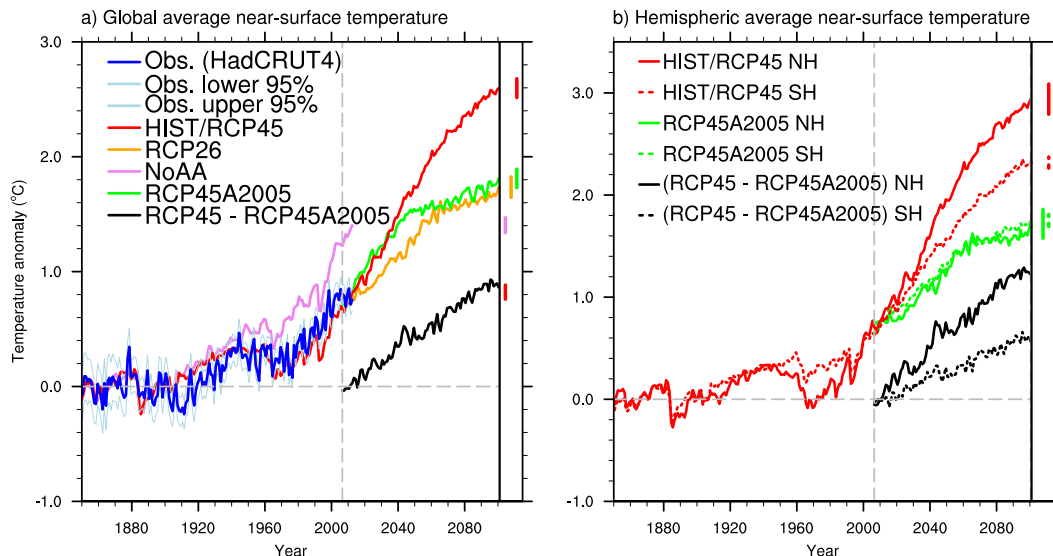 a) Global average near-surface temperature
3.0
2.0
1.0
0.0
-1.0
Temperature anomaly (°C)
Obs. (HadCRUT4)
Obs. lower 95%
Obs. upper 95%
HIST/RCP45
RCP26
NoAA
RCP45A2005
RCP45 - RCP45A2005
1880 1920 1960 2000 2040 2080
Year
b) Hemispheric average near-surface temperature
3.0
2.0
1.0
0.0
-1.0
HIST/RCP45 NH
HIST/RCP45 SH
RCP45A2005 NH
RCP45A2005 SH
(RCP45 - RCP45A2005) NH
(RCP45 - RCP45A2005) SH
1880 1920 1960 2000 2040 2080
Year